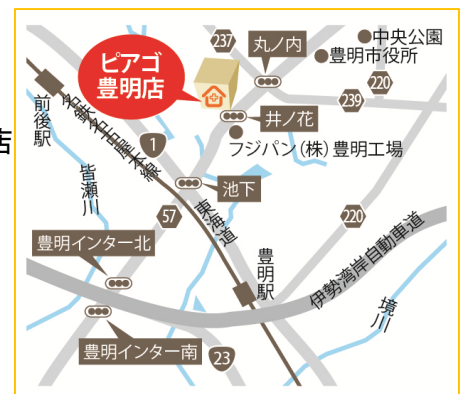 中央公園
237
丸ノ内
豊明市役所
ピアゴ
豊明店
220
239
前後駅
井ノ花
店
名鉄名古屋本線
1
フジパン(株)豊明工場
皆瀬川
池下
57
東海道
220
豊明インター北
豊明駅
伊勢湾岸自動車道
境川
豊明インター南
23